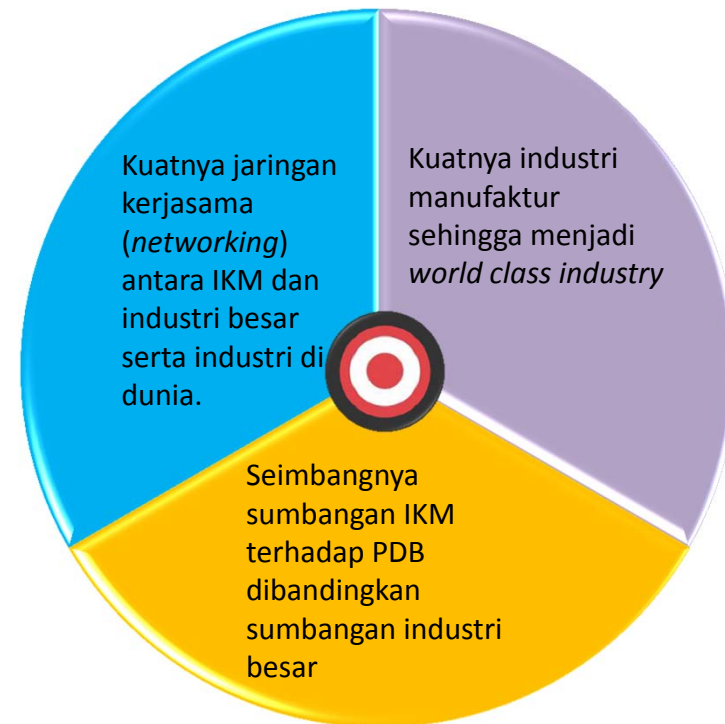 Kuatnya jaringan
kerjasama
(networking)
antara IKM dan
industri besar
serta industri di
dunia.
Kuatnya industri
manufaktur
sehingga menjadi
world class industry
Seimbangnya
sumbangan IKM
terhadap PDB
dibandingkan
sumbangan industri
besar